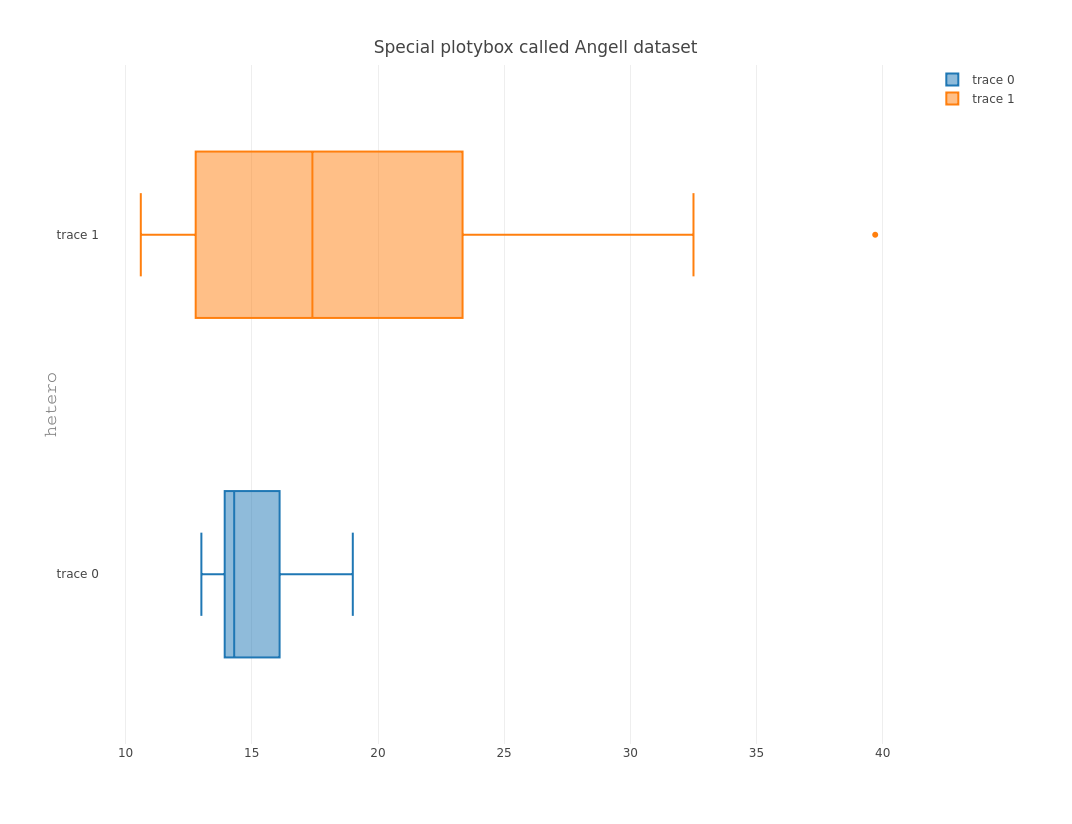 Special plotybox called Angell dataset
trace 0
trace 1
trace 1
hetero
trace 0
10 15 20 25 30 35 40